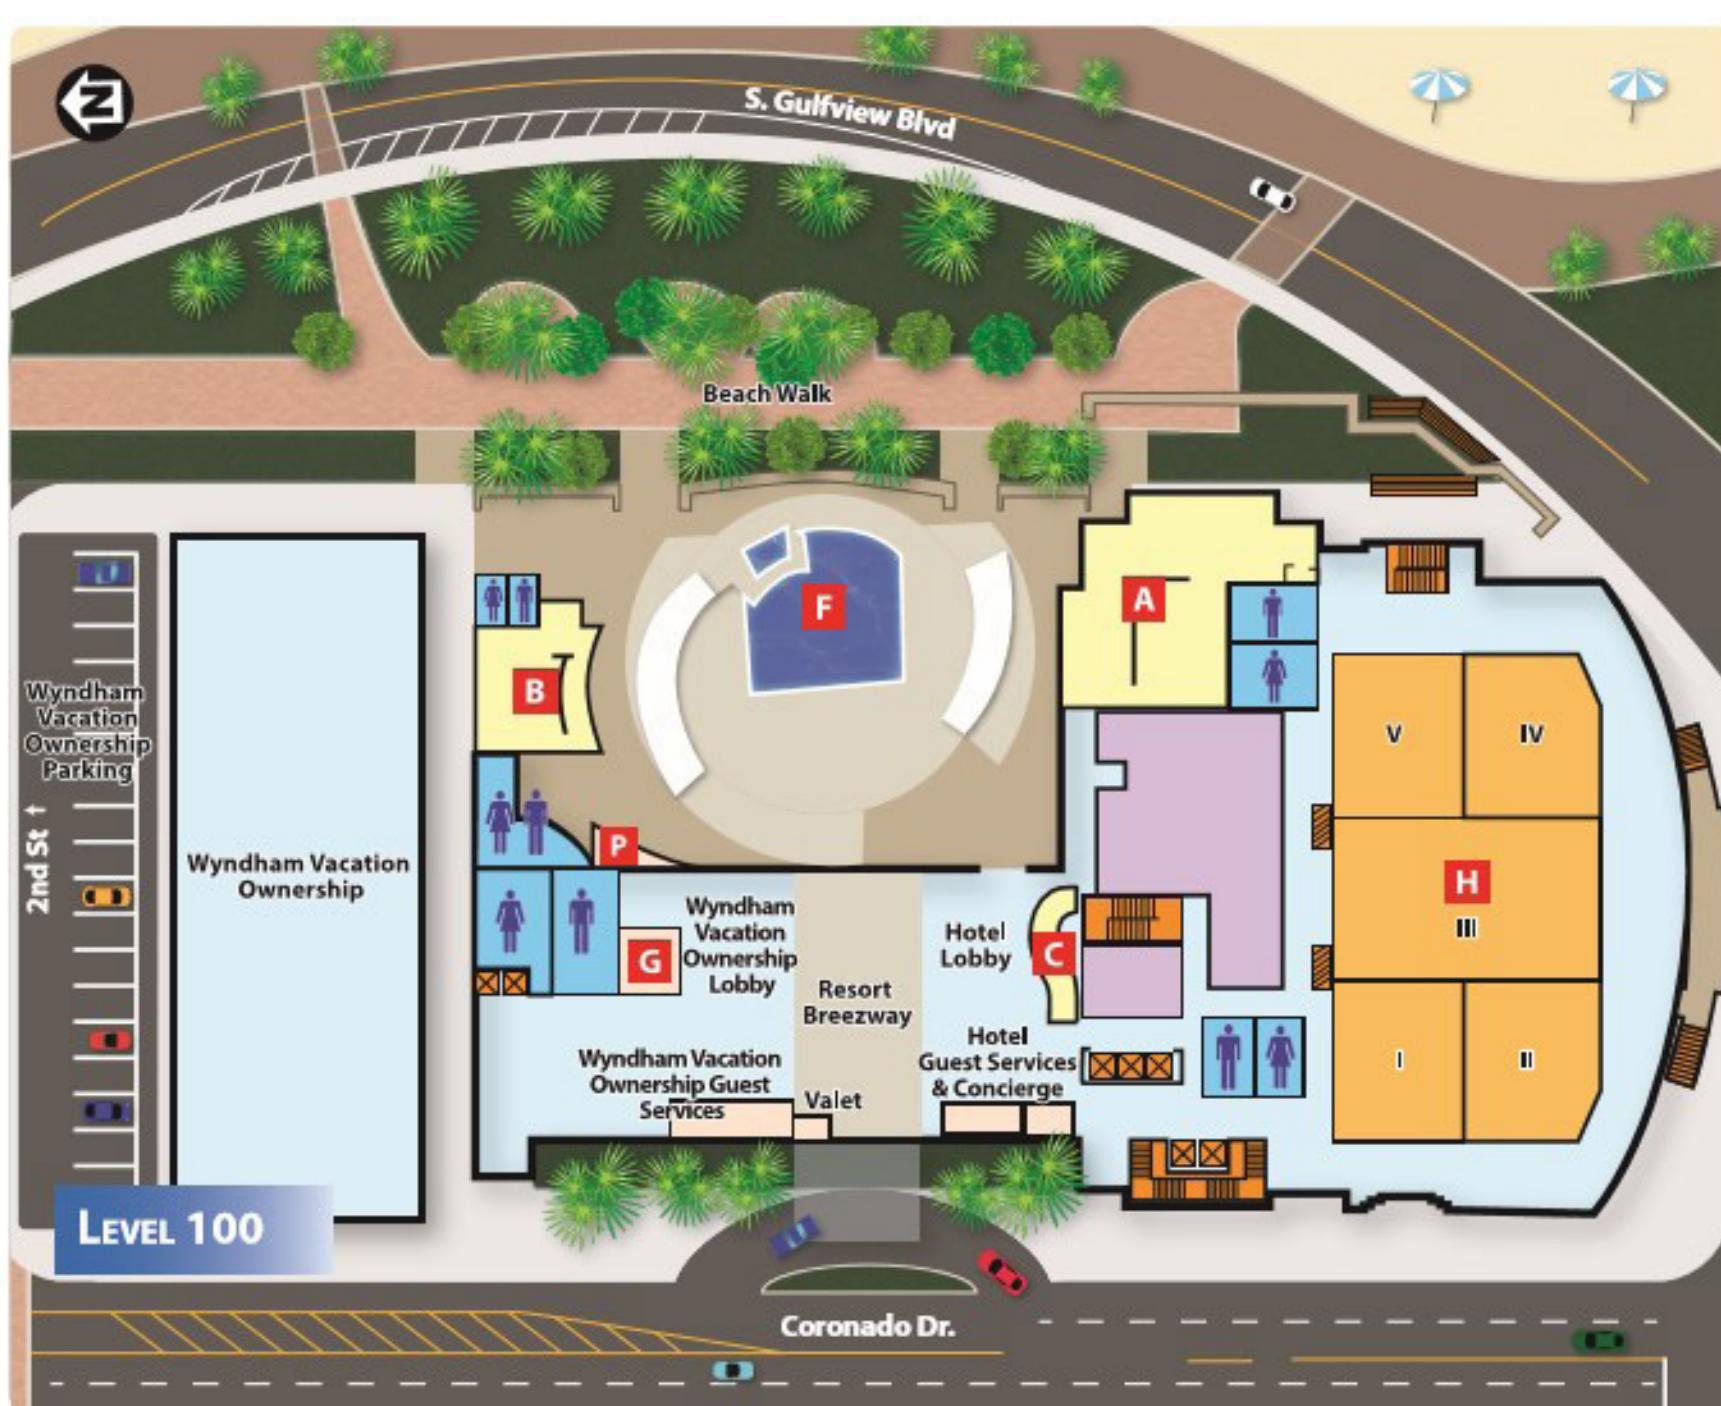 N
S. Gulfview Blvd
Beach Walk
A
F
B
Wyndham
Vacation
Ownership
Parking
2nd St ↑
V
IV
P
Wyndham Vacation
Ownership
H
III
Wyndham
Vacation
Ownership
Lobby
G
Hotel
Lobby
C
Resort
Breezway
Wyndham Vacation
Ownership Guest
Services
Valet
Hotel
Guest Services
& Concierge
I
II
LEVEL 100
Coronado Dr.